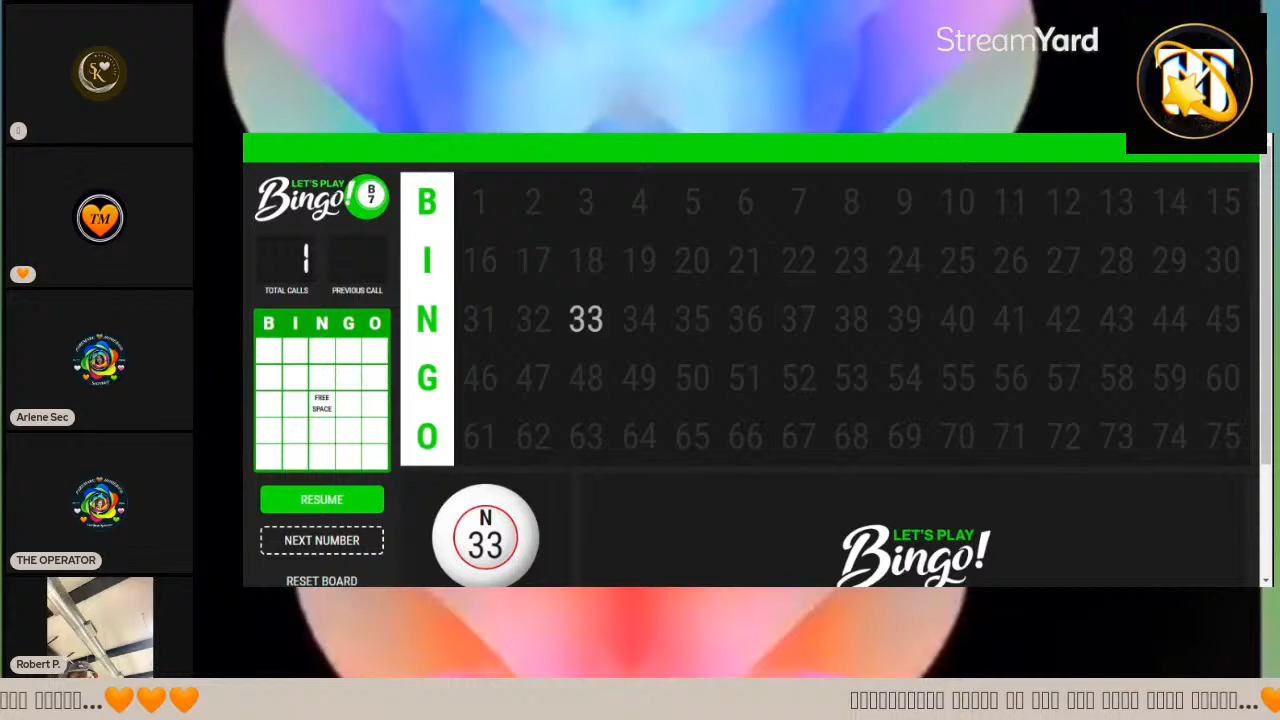 StreamYard
SK
TM
Arlene Sec
THE OPERATOR
Robert P.
LET'S PLAY
Bingo!
B
7
1
TOTAL CALLS
PREVIOUS CALL
B I N G O
FREE
SPACE
RESUME
NEXT NUMBER
RESET BOARD
B 1 2 3 4 5 6 7 8 9 10 11 12 13 14 15
I 16 17 18 19 20 21 22 23 24 25 26 27 28 29 30
N 31 32 33 34 35 36 37 38 39 40 41 42 43 44 45
G 46 47 48 49 50 51 52 53 54 55 56 57 58 59 60
O 61 62 63 64 65 66 67 68 69 70 71 72 73 74 75
N
33
LET'S PLAY
Bingo!